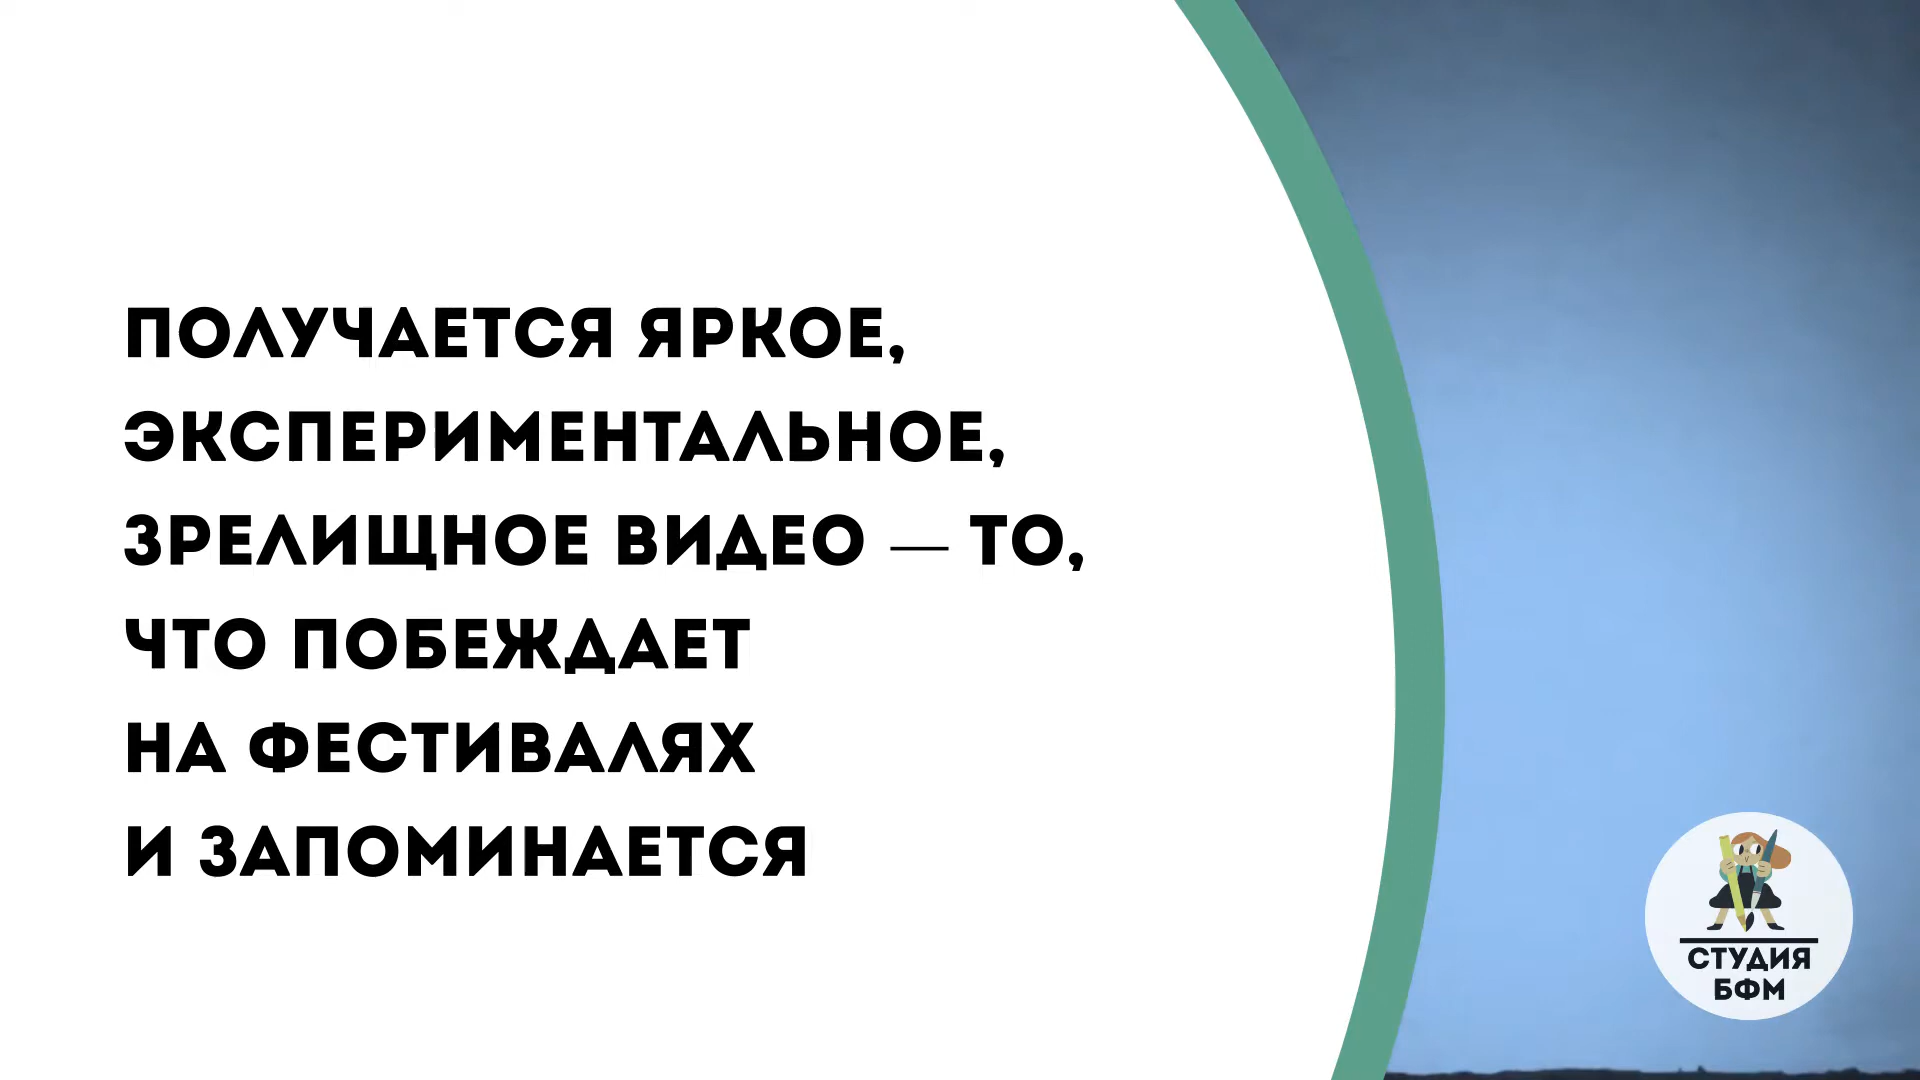 ПОЛУЧАЕТСЯ ЯРКОЕ,
ЭКСПЕРИМЕНТАЛЬНОЕ,
ЗРЕЛИЩНОЕ ВИДЕО — ТО,
ЧТО ПОБЕЖДАЕТ
НА ФЕСТИВАЛЯХ
И ЗАПОМИНАЕТСЯ
СТУДИЯ
БФМ